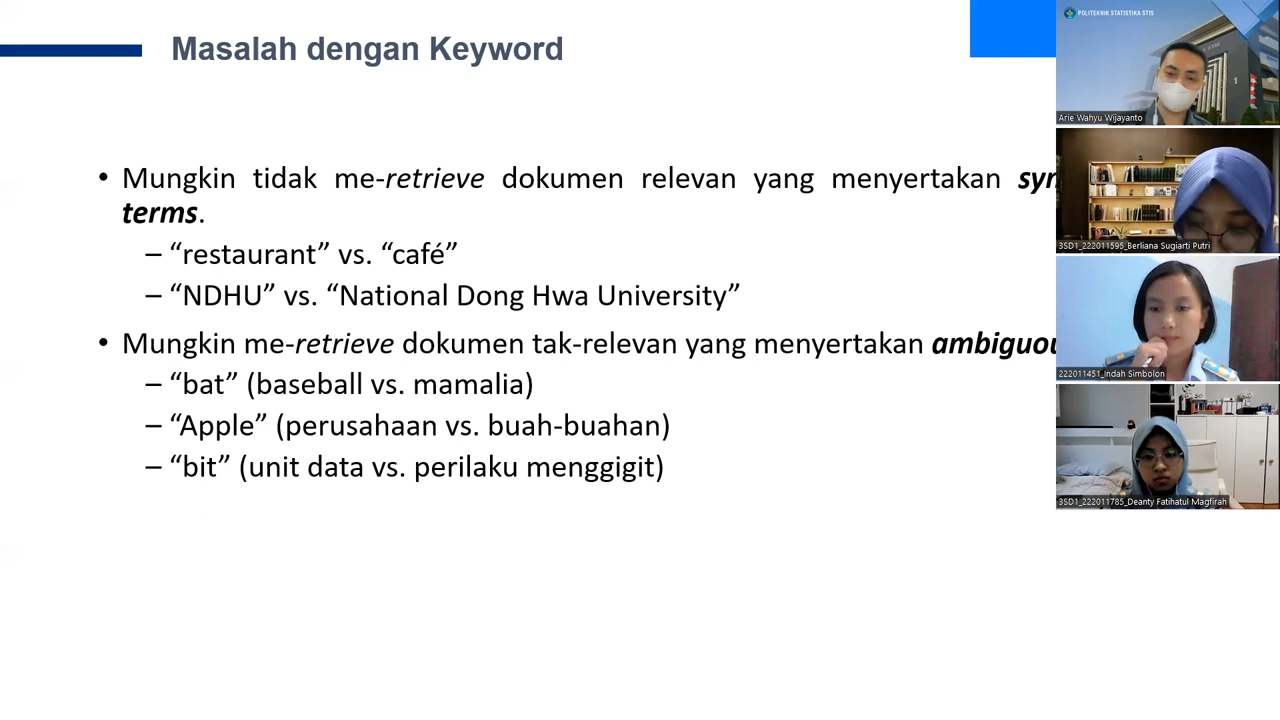 Masalah dengan Keyword
• Mungkin tidak me-retrieve dokumen relevan yang menyertakan
terms.
– “restaurant” vs. “café”
– “NDHU” vs. “National Dong Hwa University”
• Mungkin me-retrieve dokumen tak-relevan yang menyertakan
– “bat” (baseball vs. mamalia)
– “Apple” (perusahaan vs. buah-buahan)
– “bit” (unit data vs. perilaku menggigit)
POLITEKNIK STATISTIKA STIS
Arie Wahyu Wijayanto
3SD1_222011595_Berliana Sugiarti Putri
222011451_Indah Simbolon
3SD1_222011785_Deanty Fatihatul Magfirah